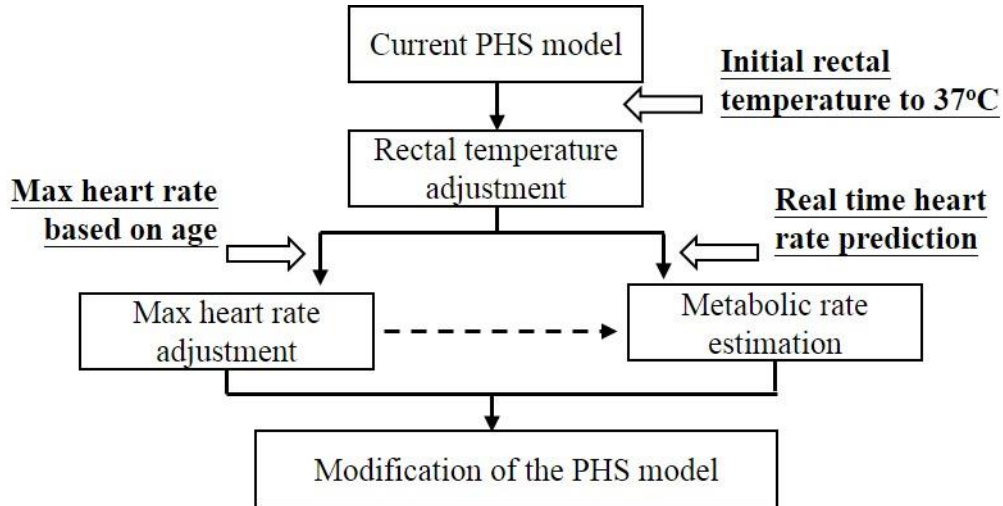 Current PHS model
Initial rectal
temperature to 37°C
Rectal temperature
adjustment
Max heart rate
based on age
Real time heart
rate prediction
Max heart rate
adjustment
Metabolic rate
estimation
Modification of the PHS model